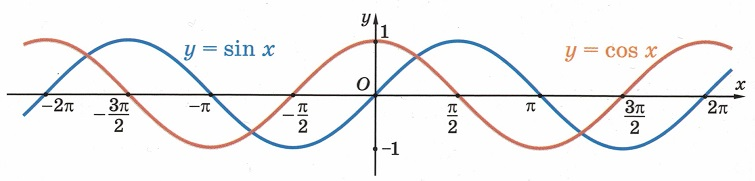 y
1
y = sin x
y = cos x
O
x
−2π
−3π/2
−π
−π/2
π/2
π
3π/2
2π
−1